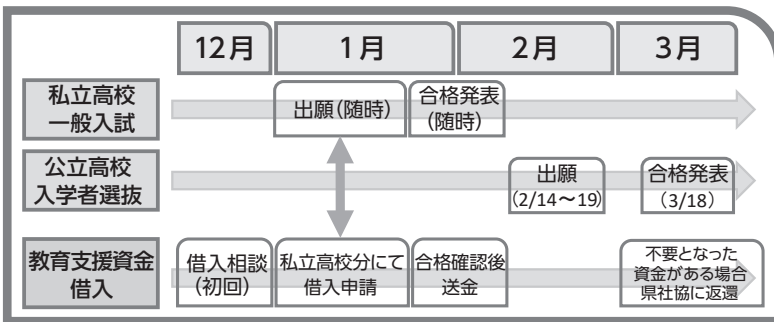 12月
1月
2月
3月
私立高校
一般入試
出願(随時)
合格発表
(随時)
公立高校
入学者選抜
出願
(2/14～19)
合格発表
(3/18)
教育支援資金
借入
借入相談
(初回)
私立高校分にて
借入申請
合格確認後
送金
不要となった
資金がある場合
県社協に返還